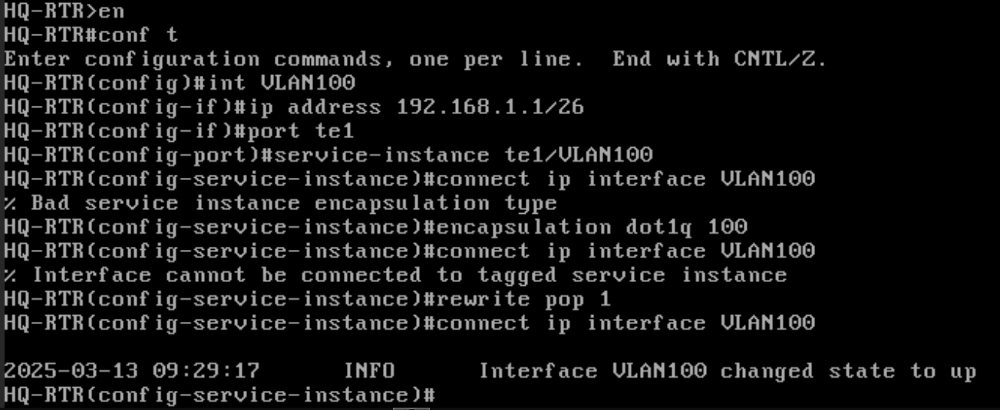 HQ-RTR>en
HQ-RTR#conf t
Enter configuration commands, one per line.  End with CNTL/Z.
HQ-RTR(config)#int VLAN100
HQ-RTR(config-if)#ip address 192.168.1.1/26
HQ-RTR(config-if)#port te1
HQ-RTR(config-port)#service-instance te1/VLAN100
HQ-RTR(config-service-instance)#connect ip interface VLAN100
% Bad service instance encapsulation type
HQ-RTR(config-service-instance)#encapsulation dot1q 100
HQ-RTR(config-service-instance)#connect ip interface VLAN100
% Interface cannot be connected to tagged service instance
HQ-RTR(config-service-instance)#rewrite pop 1
HQ-RTR(config-service-instance)#connect ip interface VLAN100
2025-03-13 09:29:17      INFO      Interface VLAN100 changed state to up
HQ-RTR(config-service-instance)#